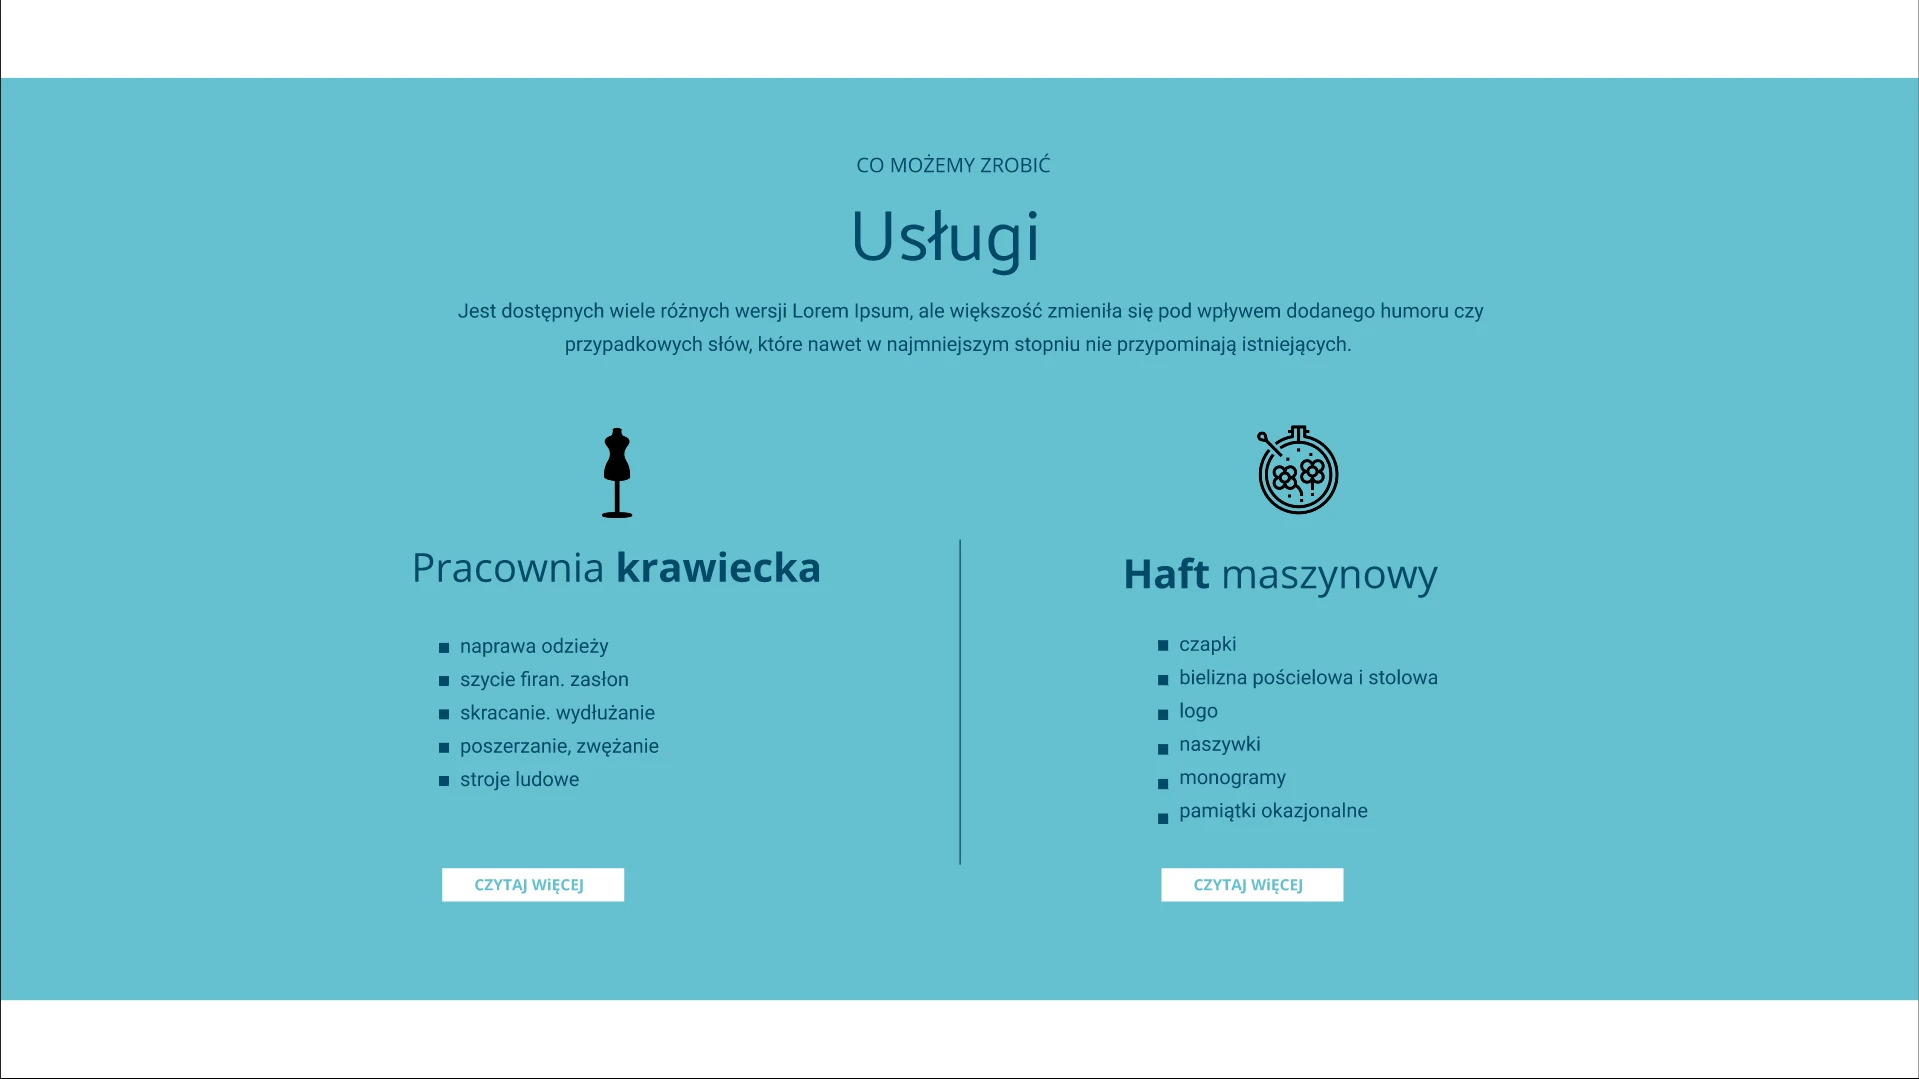 CO MOŻEMY ZROBIĆ
Usługi
Jest dostępnych wiele różnych wersji Lorem Ipsum, ale większość zmieniła się pod wpływem dodanego humoru czy
przypadkowych słów, które nawet w najmniejszym stopniu nie przypominają istniejących.
Pracownia krawiecka
naprawa odzieży
szycie firan. zasłon
skracanie. wydłużanie
poszerzanie, zwężanie
stroje ludowe
CZYTAJ WiĘCEJ
Haft maszynowy
czapki
bielizna pościelowa i stolowa
logo
naszywki
monogramy
pamiątki okazjonalne
CZYTAJ WiĘCEJ